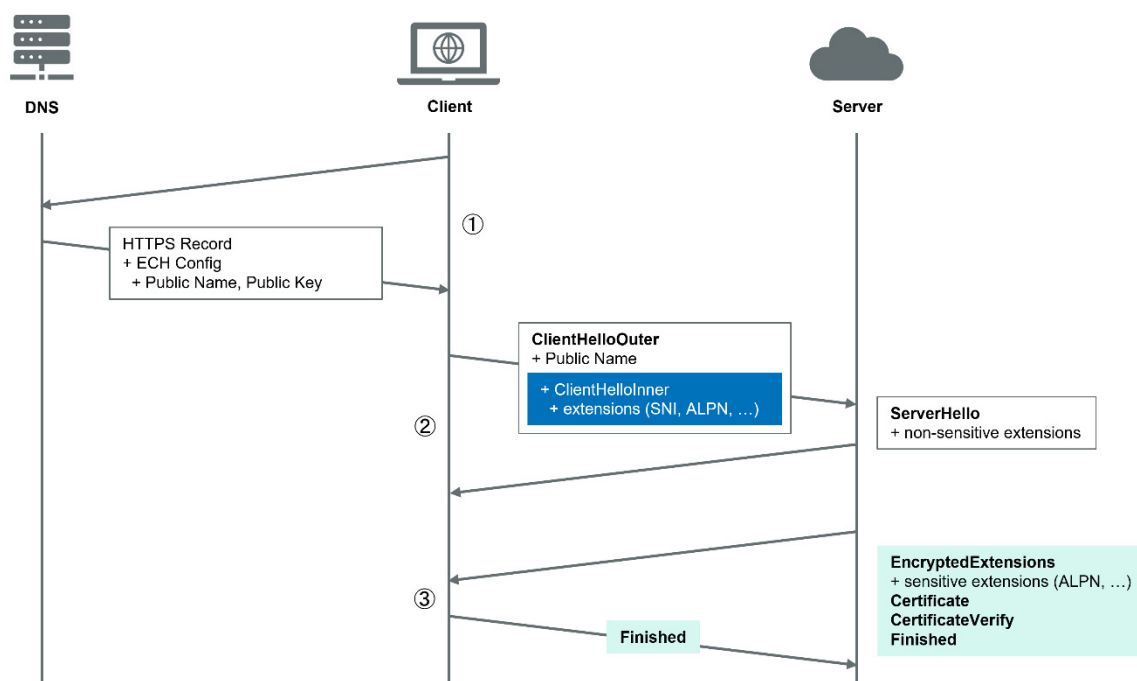 DNS
Client
Server
①
HTTPS Record
+ ECH Config
+ Public Name, Public Key
ClientHelloOuter
+ Public Name
+ ClientHelloInner
+ extensions (SNI, ALPN, …)
②
ServerHello
+ non-sensitive extensions
EncryptedExtensions
+ sensitive extensions (ALPN, …)
Certificate
CertificateVerify
Finished
③
Finished